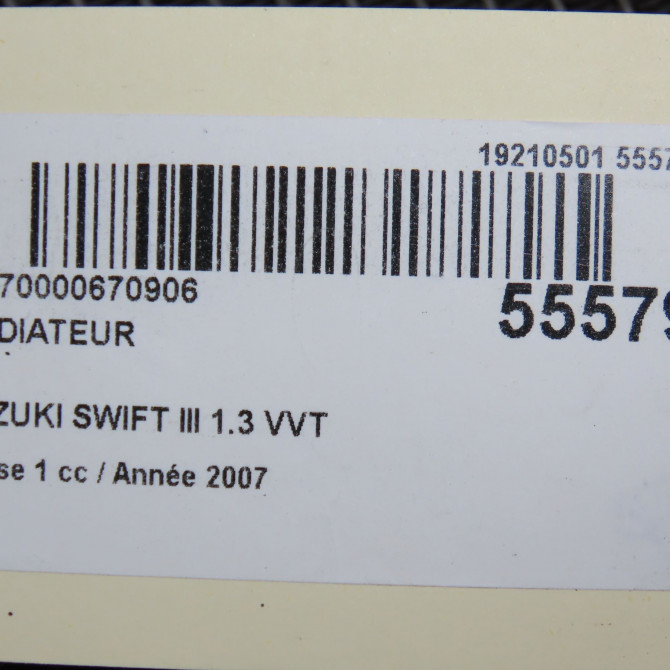 19210501 5557
70000670906
55579
DIATEUR
ZUKI SWIFT III 1.3 VVT
se 1 cc / Année 2007